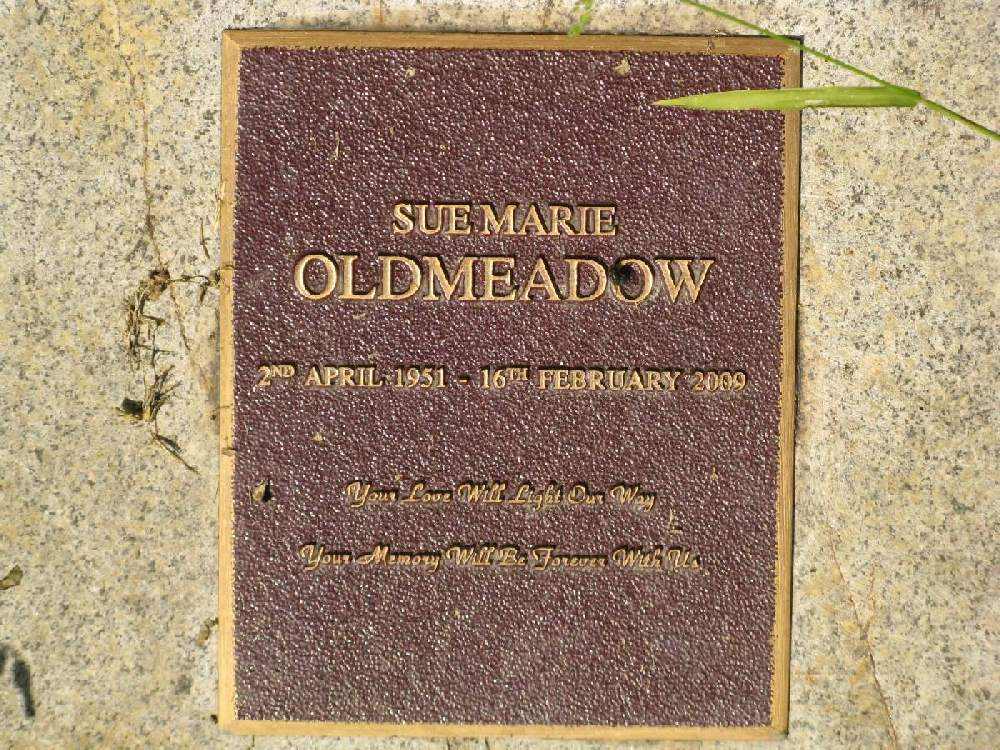 SUE MARIE
OLDMEADOW
2ND APRIL 1951 - 16TH FEBRUARY 2009
Your Love Will Light Our Way
Your Memory Will Be Forever With Us